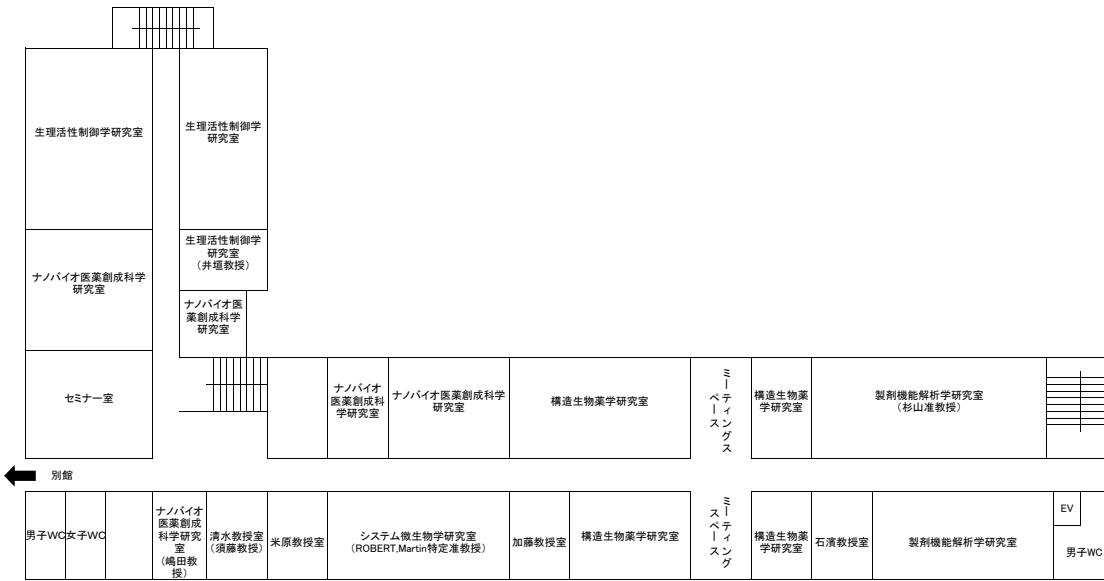 生理活性制御学研究室
生理活性制御学
研究室
生理活性制御学
研究室
（井垣教授）
ナノバイオ医薬創成科学
研究室
ナノバイオ医
薬創成科学
研究室
セミナー室
ナノバイオ
医薬創成科
学研究室
ナノバイオ医薬創成科学
研究室
構造生物薬学研究室
ミーティングス
ペース
構造生物薬
学研究室
製剤機能解析学研究室
（杉山准教授）
別館
男子WC
女子WC
ナノバイオ
医薬創成
科学研究
室
（嶋田教
授）
清水教授室
（須藤教授）
米原教授室
システム微生物学研究室
（ROBERT,Martin特定准教授）
加藤教授室
構造生物薬学研究室
ミーティング
スペース
構造生物薬
学研究室
石濱教授室
製剤機能解析学研究室
EV
男子WC